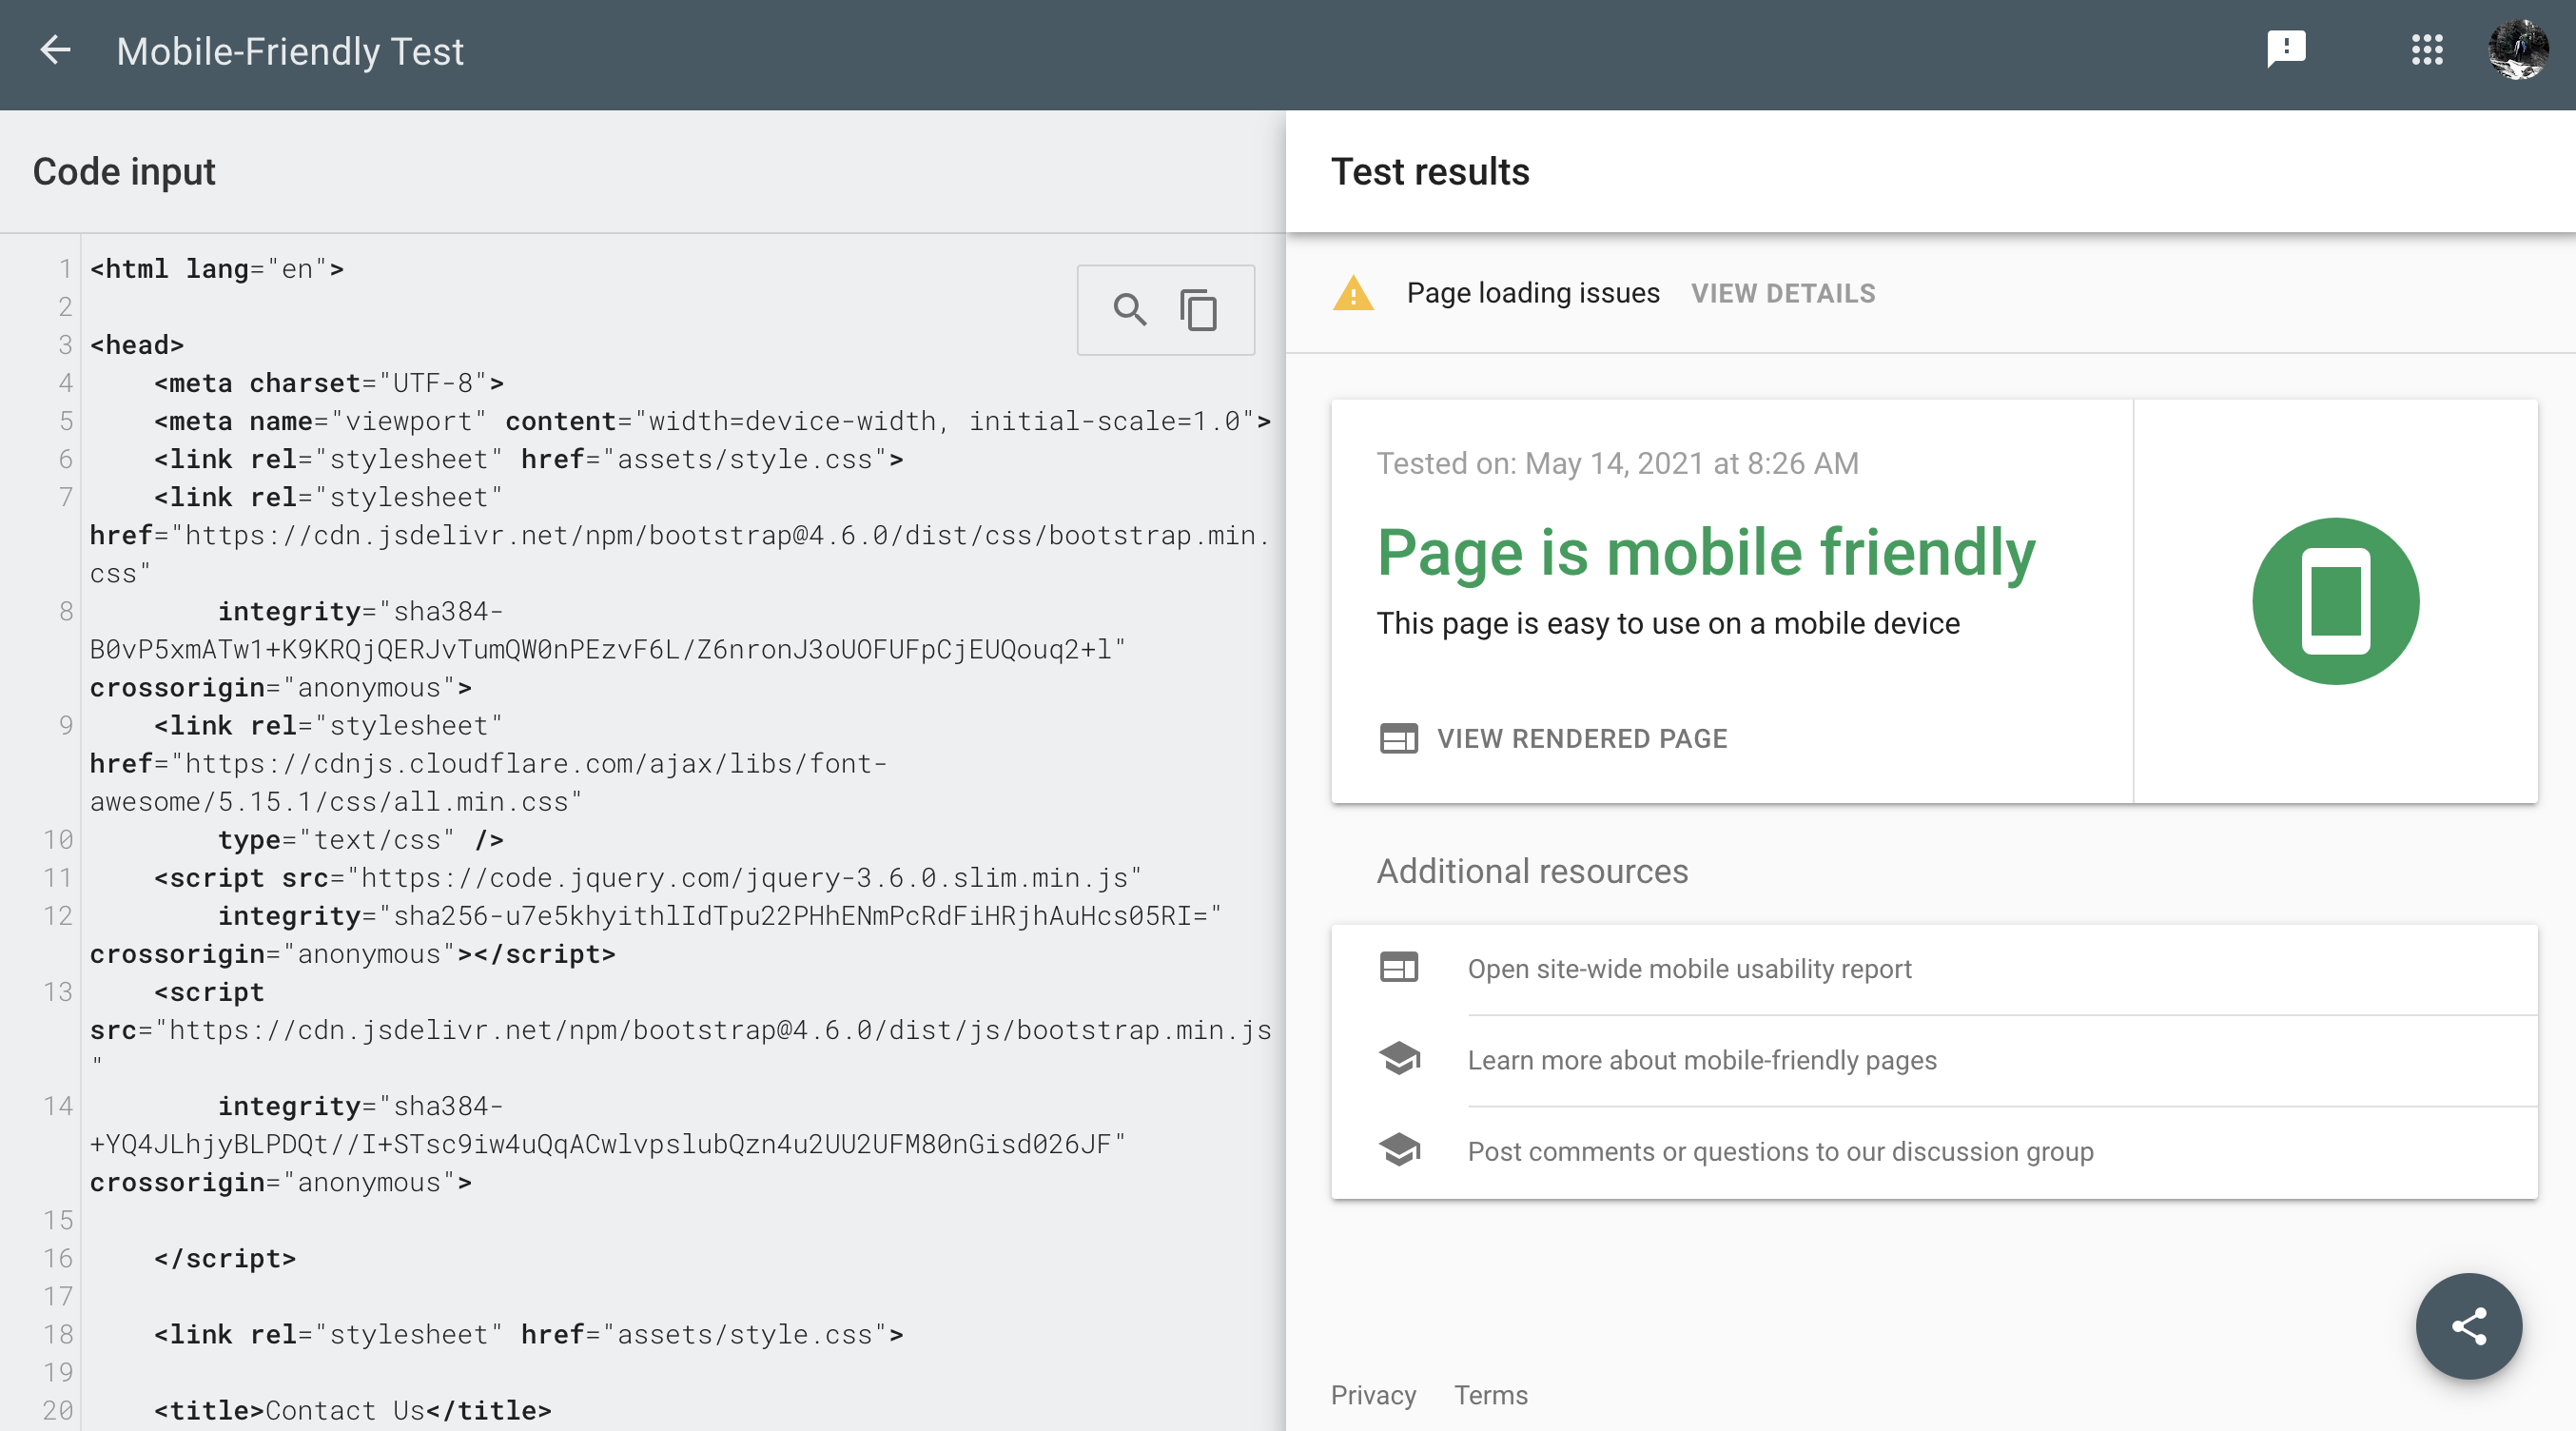 Mobile-Friendly Test
Code input
1 <html lang="en">
2
3 <head>
4 <meta charset="UTF-8">
5 <meta name="viewport" content="width=device-width, initial-scale=1.0">
6 <link rel="stylesheet" href="assets/style.css">
7 <link rel="stylesheet"
href="https://cdn.jsdelivr.net/npm/bootstrap@4.6.0/dist/css/bootstrap.min.
css"
8 integrity="sha384-
B0vP5xmATw1+K9KRQjQERJvTumQW0nPEzvF6L/Z6nronJ3oUOFUFpCjEUQouq2+l"
crossorigin="anonymous">
9 <link rel="stylesheet"
href="https://cdnjs.cloudflare.com/ajax/libs/font-
awesome/5.15.1/css/all.min.css"
10 type="text/css" />
11 <script src="https://code.jquery.com/jquery-3.6.0.slim.min.js"
12 integrity="sha256-u7e5khyithlIdTpu22PHhENmPcRdFiHRjhAuHcs05RI="
crossorigin="anonymous"></script>
13 <script
src="https://cdn.jsdelivr.net/npm/bootstrap@4.6.0/dist/js/bootstrap.min.js
"
14 integrity="sha384-
+YQ4JLhjyBLPDQt//I+STsc9iw4uQqACwlvpslubQzn4u2UU2UFM80nGisd026JF"
crossorigin="anonymous">
15
16 </script>
17
18 <link rel="stylesheet" href="assets/style.css">
19
20 <title>Contact Us</title>
Test results
Page loading issues VIEW DETAILS
Tested on: May 14, 2021 at 8:26 AM
Page is mobile friendly
This page is easy to use on a mobile device
VIEW RENDERED PAGE
Additional resources
Open site-wide mobile usability report
Learn more about mobile-friendly pages
Post comments or questions to our discussion group
Privacy Terms